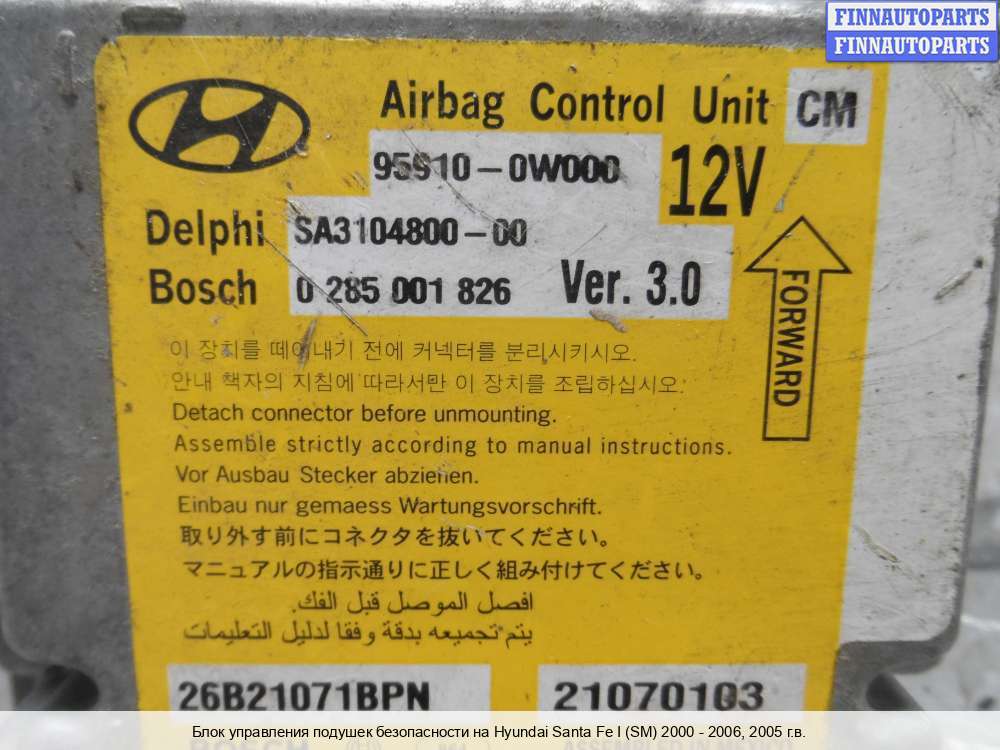 FINNAUTOPARTS
FINNAUTOPARTS
Airbag Control Unit CM
95910-0W000
12V
Delphi SA3104800-00
Bosch 0 285 001 826 Ver. 3.0
FORWARD
이 장치를 떼어내기 전에 커넥터를 분리시키시오.
안내 책자의 지침에 따라서만 이 장치를 조립하십시오.
Detach connector before unmounting.
Assemble strictly according to manual instructions.
Vor Ausbau Stecker abziehen.
Einbau nur gemaess Wartungsvorschrift.
取り外す前にコネクタを抜いてください。
マニュアルの指示通りに正しく組み付けてください。
افصل الموصل قبل الفك.
يتم تجميعه بدقة وفقا لدليل التعليمات
26B21071BPN 21070103
Блок управления подушек безопасности на Hyundai Santa Fe I (SM) 2000 - 2006, 2005 г.в.